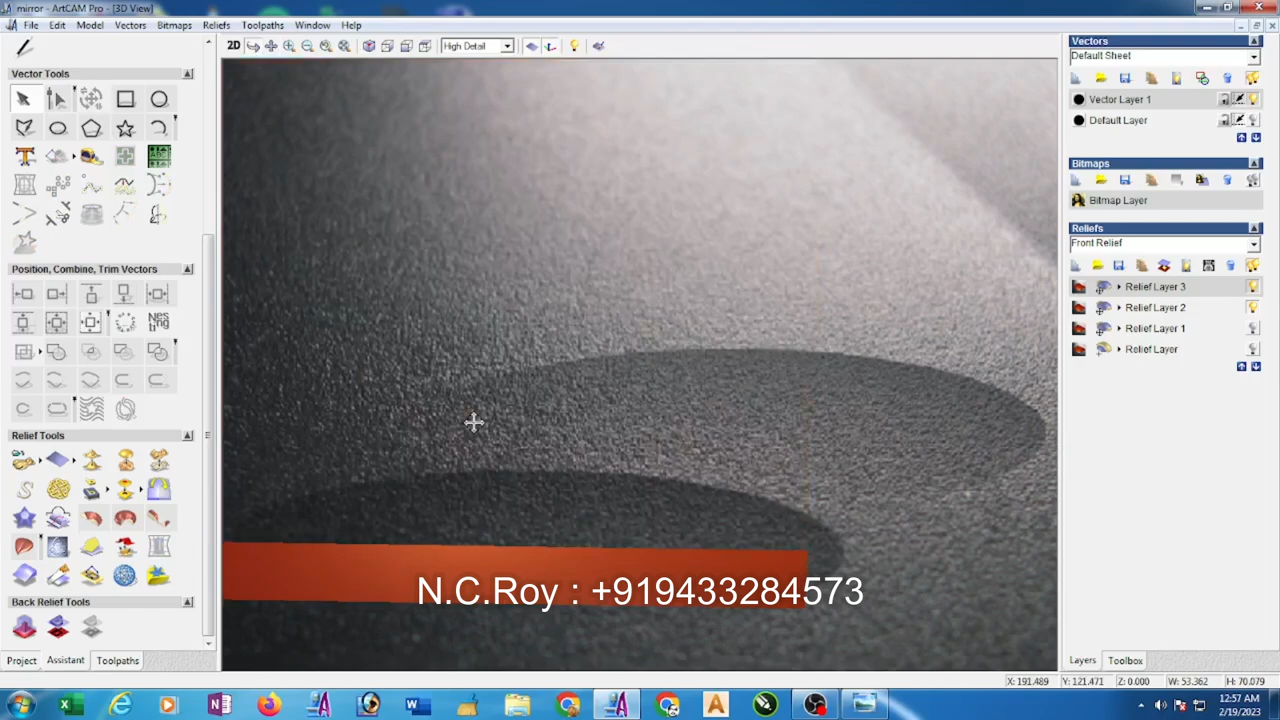 mirror - ArtCAM Pro - [3D View]
File Edit Model Vectors Bitmaps Reliefs Toolpaths Window Help
2D High Detail
Vector Tools
Position, Combine, Trim Vectors
Relief Tools
Back Relief Tools
Project Assistant Toolpaths
N.C.Roy : +919433284573
Vectors
Default Sheet
Vector Layer 1
Default Layer
Bitmaps
Bitmap Layer
Reliefs
Front Relief
Relief Layer 3
Relief Layer 2
Relief Layer 1
Relief Layer
Layers Toolbox
X: 191.489 Y: 121.471 Z: 0.000 W: 53.362 H: 70.079
12:57 AM
2/19/2023